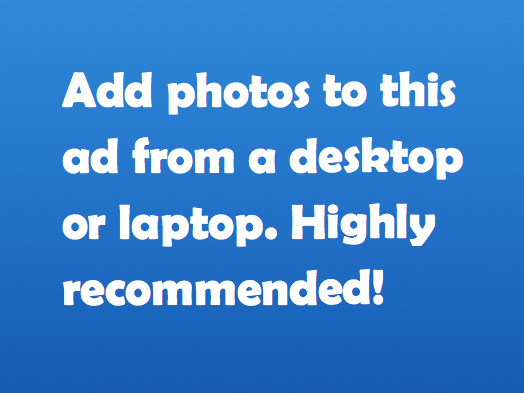 Add photos to this
ad from a desktop
or laptop. Highly
recommended!